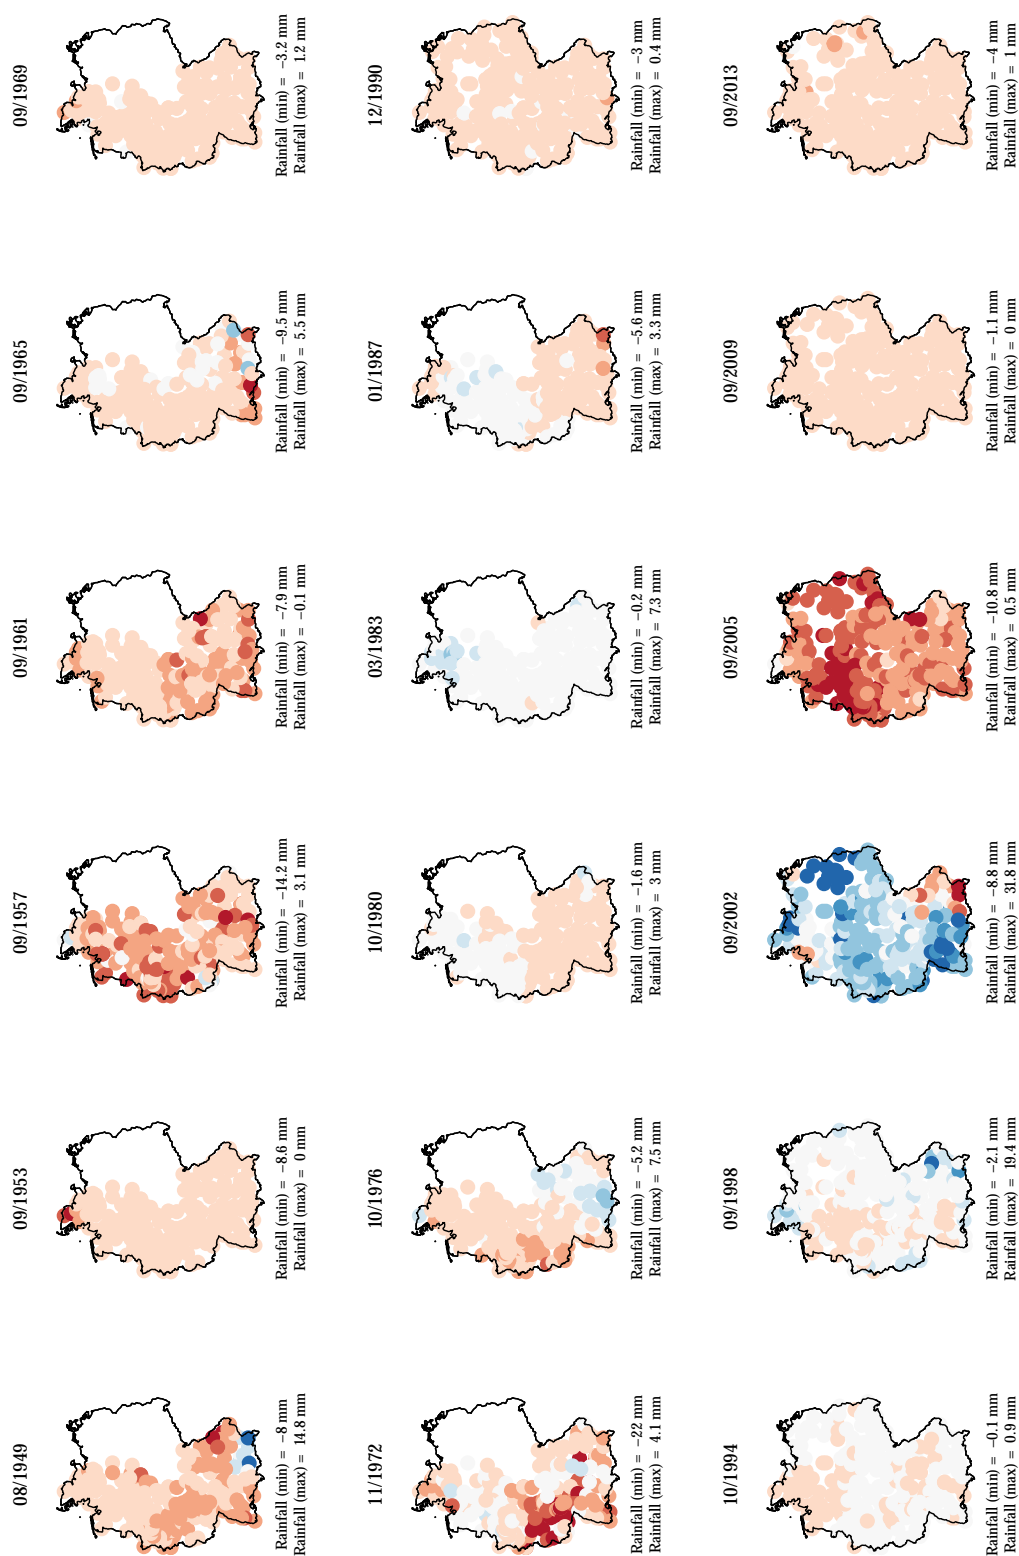 08/1949
Rainfall (min) = −8 mm
Rainfall (max) = 14.8 mm
09/1953
Rainfall (min) = −8.6 mm
Rainfall (max) = 0 mm
09/1957
Rainfall (min) = −14.2 mm
Rainfall (max) = 3.1 mm
09/1961
Rainfall (min) = −7.9 mm
Rainfall (max) = −0.1 mm
09/1965
Rainfall (min) = −9.5 mm
Rainfall (max) = 5.5 mm
09/1969
Rainfall (min) = −3.2 mm
Rainfall (max) = 1.2 mm
11/1972
Rainfall (min) = −22 mm
Rainfall (max) = 4.1 mm
10/1976
Rainfall (min) = −5.2 mm
Rainfall (max) = 7.5 mm
10/1980
Rainfall (min) = −1.6 mm
Rainfall (max) = 3 mm
03/1983
Rainfall (min) = −0.2 mm
Rainfall (max) = 7.3 mm
01/1987
Rainfall (min) = −5.6 mm
Rainfall (max) = 3.3 mm
12/1990
Rainfall (min) = −3 mm
Rainfall (max) = 0.4 mm
10/1994
Rainfall (min) = −0.1 mm
Rainfall (max) = 0.9 mm
09/1998
Rainfall (min) = −2.1 mm
Rainfall (max) = 19.4 mm
09/2002
Rainfall (min) = −8.8 mm
Rainfall (max) = 31.8 mm
09/2005
Rainfall (min) = −10.8 mm
Rainfall (max) = 0.5 mm
09/2009
Rainfall (min) = −1.1 mm
Rainfall (max) = 0 mm
09/2013
Rainfall (min) = −4 mm
Rainfall (max) = 1 mm